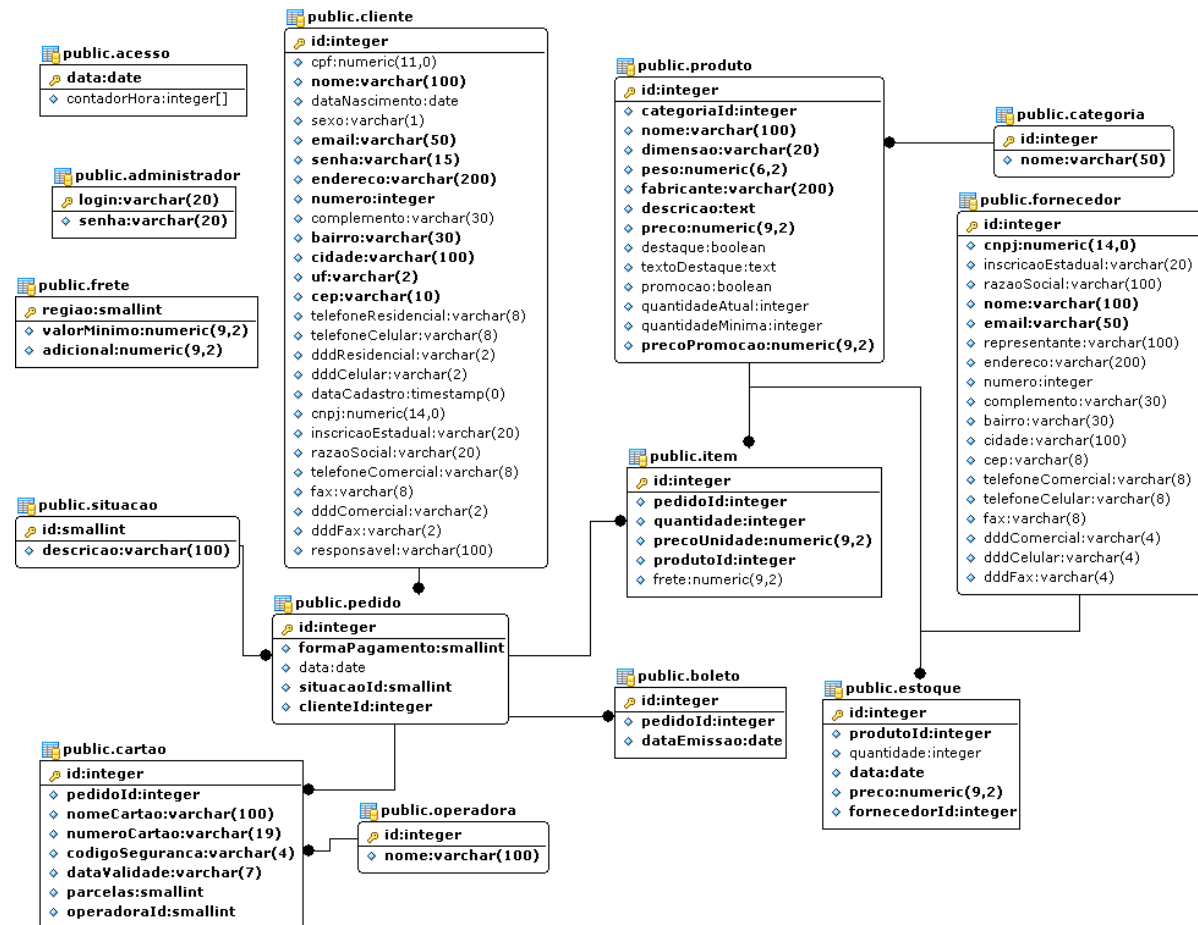 public.acesso
data:date
contadorHora:integer[]
public.administrador
login:varchar(20)
senha:varchar(20)
public.frete
regiao:smallint
valorMinimo:numeric(9,2)
adicional:numeric(9,2)
public.situacao
id:smallint
descricao:varchar(100)
public.cliente
id:integer
cpf:numeric(11,0)
nome:varchar(100)
dataNascimento:date
sexo:varchar(1)
email:varchar(50)
senha:varchar(15)
endereco:varchar(200)
numero:integer
complemento:varchar(30)
bairro:varchar(30)
cidade:varchar(100)
uf:varchar(2)
cep:varchar(10)
telefoneResidencial:varchar(8)
telefoneCelular:varchar(8)
dddResidencial:varchar(2)
dddCelular:varchar(2)
dataCadastro:timestamp(0)
cnpj:numeric(14,0)
inscricaoEstadual:varchar(20)
razaoSocial:varchar(20)
telefoneComercial:varchar(8)
fax:varchar(8)
dddComercial:varchar(2)
dddFax:varchar(2)
responsavel:varchar(100)
public.produto
id:integer
categoriaId:integer
nome:varchar(100)
dimensao:varchar(20)
peso:numeric(6,2)
fabricante:varchar(200)
descricao:text
preco:numeric(9,2)
destaque:boolean
textoDestaque:text
promocao:boolean
quantidadeAtual:integer
quantidadeMinima:integer
precoPromocao:numeric(9,2)
public.categoria
id:integer
nome:varchar(50)
public.fornecedor
id:integer
cnpj:numeric(14,0)
inscricaoEstadual:varchar(20)
razaoSocial:varchar(100)
nome:varchar(100)
email:varchar(50)
representante:varchar(100)
endereco:varchar(200)
numero:integer
complemento:varchar(30)
bairro:varchar(30)
cidade:varchar(100)
cep:varchar(8)
telefoneComercial:varchar(8)
telefoneCelular:varchar(8)
fax:varchar(8)
dddComercial:varchar(4)
dddCelular:varchar(4)
dddFax:varchar(4)
public.item
id:integer
pedidoId:integer
quantidade:integer
precoUnidade:numeric(9,2)
produtoId:integer
frete:numeric(9,2)
public.pedido
id:integer
formaPagamento:smallint
data:date
situacaoId:smallint
clienteId:integer
public.boleto
id:integer
pedidoId:integer
dataEmissao:date
public.estoque
id:integer
produtoId:integer
quantidade:integer
data:date
preco:numeric(9,2)
fornecedorId:integer
public.cartao
id:integer
pedidoId:integer
nomeCartao:varchar(100)
numeroCartao:varchar(19)
codigoSeguranca:varchar(4)
dataValidade:varchar(7)
parcelas:smallint
operadoraId:smallint
public.operadora
id:integer
nome:varchar(100)